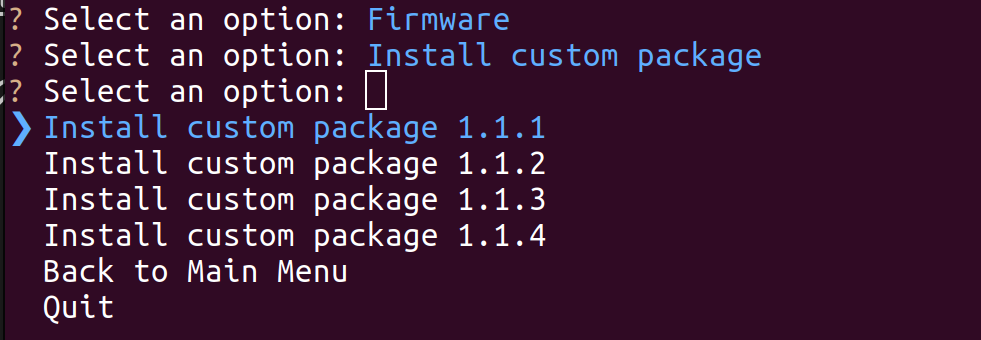 ? Select an option: Firmware
? Select an option: Install custom package
? Select an option:
❯ Install custom package 1.1.1
Install custom package 1.1.2
Install custom package 1.1.3
Install custom package 1.1.4
Back to Main Menu
Quit